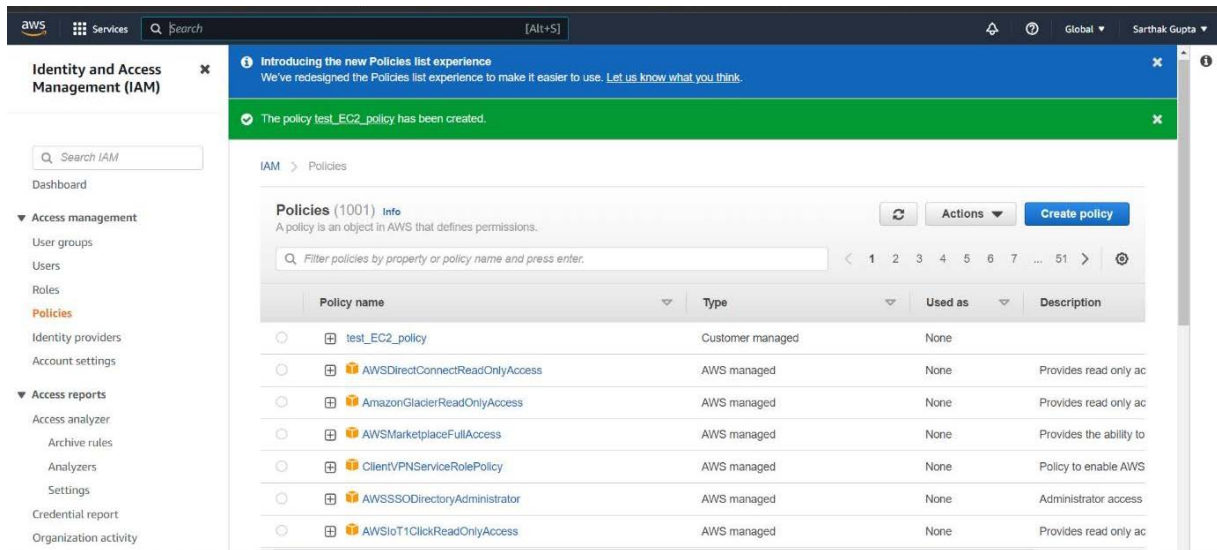 aws Services Search [Alt+S] Global Sarthak Gupta
Identity and Access Management (IAM)
Search IAM
Dashboard
Access management
User groups
Users
Roles
Policies
Identity providers
Account settings
Access reports
Access analyzer
Archive rules
Analyzers
Settings
Credential report
Organization activity
Introducing the new Policies list experience
We've redesigned the Policies list experience to make it easier to use. Let us know what you think.
The policy test_EC2_policy has been created.
IAM > Policies
Policies (1001) Info
A policy is an object in AWS that defines permissions.
Actions Create policy
Filter policies by property or policy name and press enter.
< 1 2 3 4 5 6 7 ... 51 >
Policy name Type Used as Description
test_EC2_policy Customer managed None
AWSDirectConnectReadOnlyAccess AWS managed None Provides read only ac
AmazonGlacierReadOnlyAccess AWS managed None Provides read only ac
AWSMarketplaceFullAccess AWS managed None Provides the ability to
ClientVPNServiceRolePolicy AWS managed None Policy to enable AWS
AWSSSODirectoryAdministrator AWS managed None Administrator access
AWSIoT1ClickReadOnlyAccess AWS managed None Provides read only ac